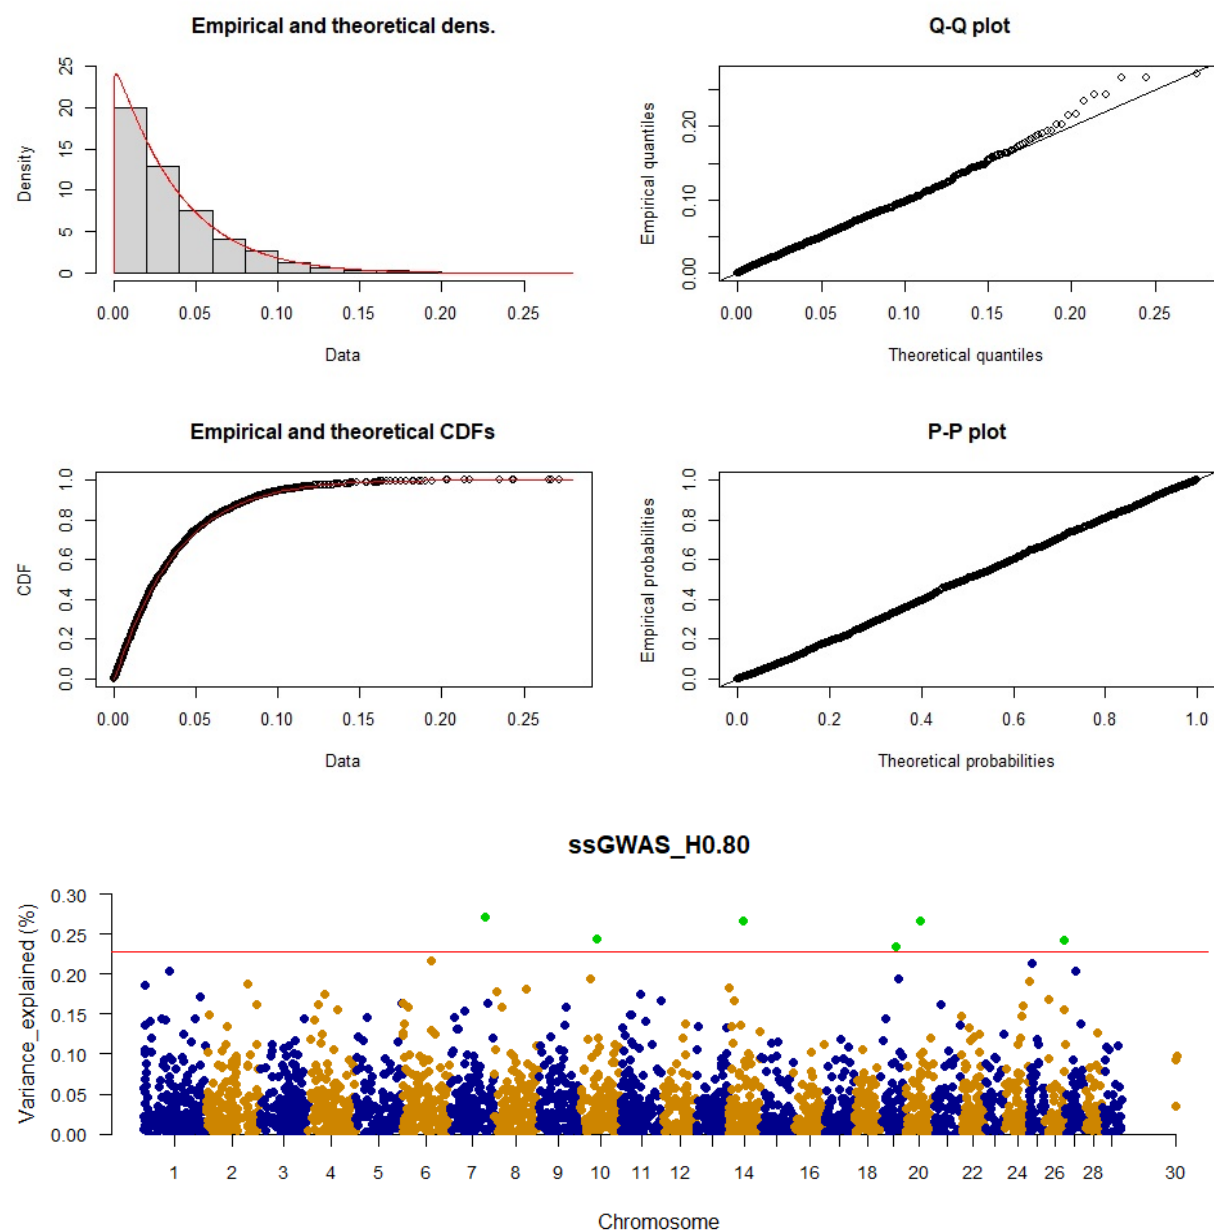 Empirical and theoretical dens.
Density
25
20
15
10
5
0
0.00 0.05 0.10 0.15 0.20 0.25
Data
Q-Q plot
Empirical quantiles
0.20
0.10
0.00
0.00 0.05 0.10 0.15 0.20 0.25
Theoretical quantiles
Empirical and theoretical CDFs
CDF
1.0
0.8
0.6
0.4
0.2
0.0
0.00 0.05 0.10 0.15 0.20 0.25
Data
P-P plot
Empirical probabilities
1.0
0.8
0.6
0.4
0.2
0.0
0.0 0.2 0.4 0.6 0.8 1.0
Theoretical probabilities
ssGWAS_H0.80
Variance_explained (%)
0.30
0.25
0.20
0.15
0.10
0.05
0.00
1 2 3 4 5 6 7 8 9 10 11 12 14 16 18 20 22 24 26 28 30
Chromosome